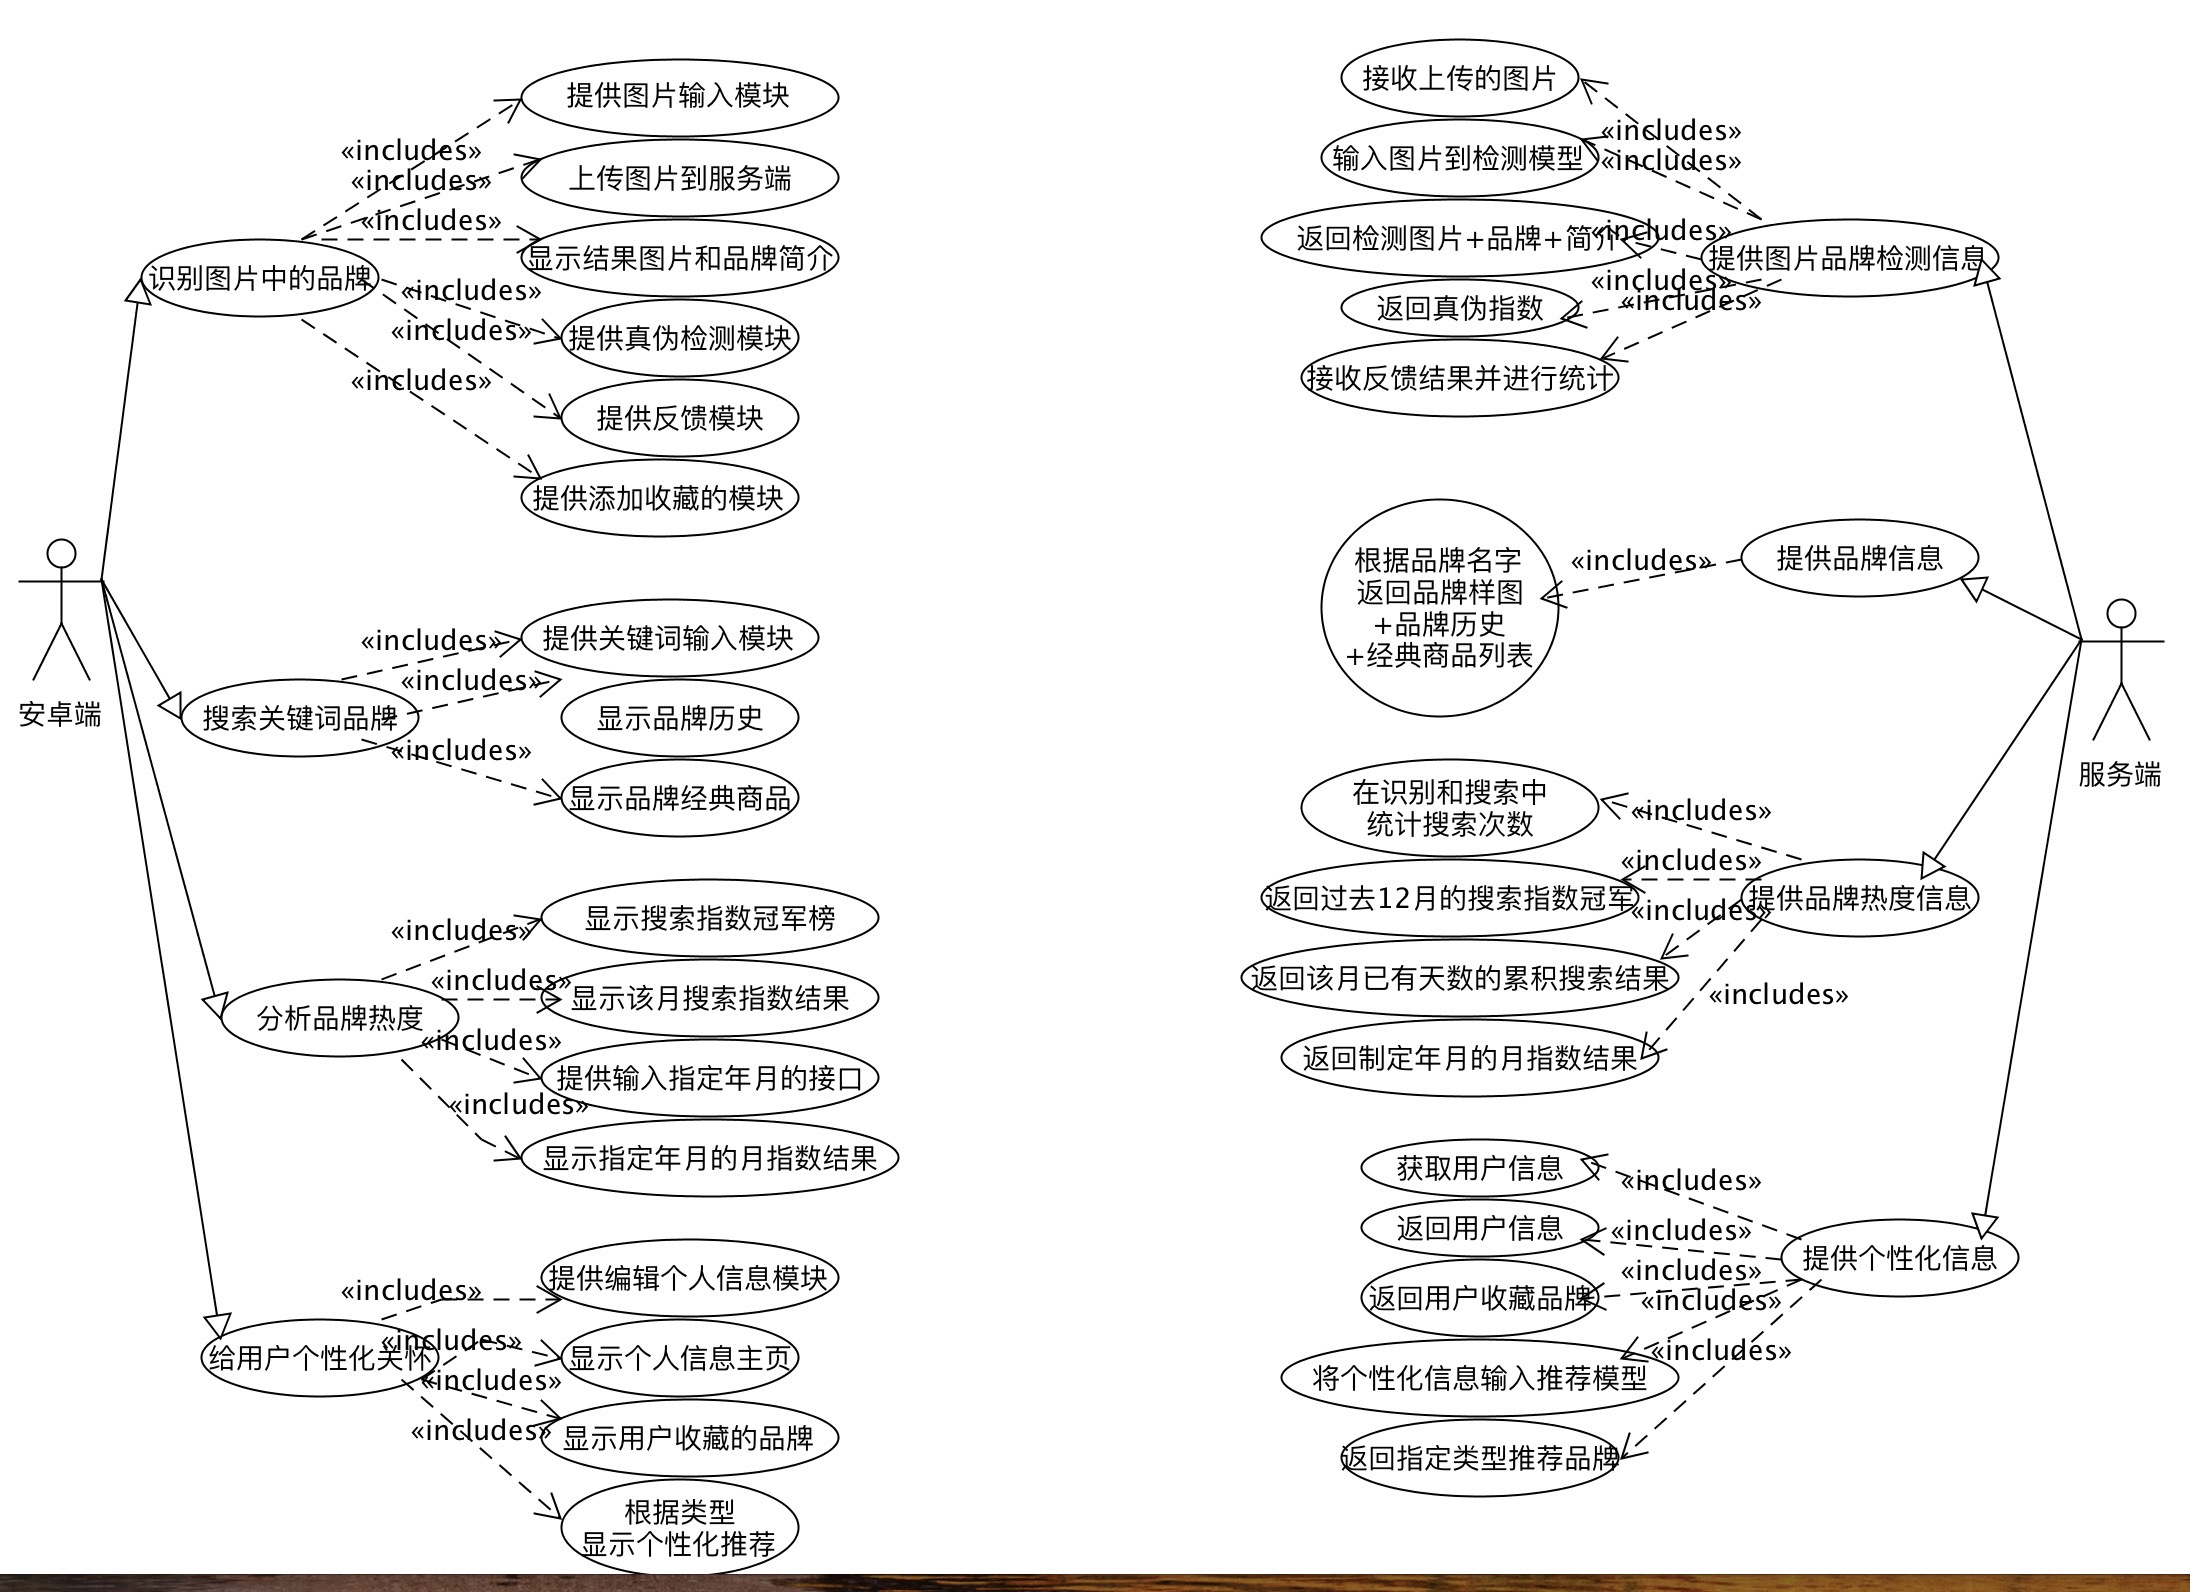 提供图片输入模块
«includes»
上传图片到服务端
«includes»
«includes»
显示结果图片和品牌简介
识别图片中的品牌
«includes»
提供真伪检测模块
«includes»
提供反馈模块
«includes»
提供添加收藏的模块
安卓端
«includes»
提供关键词输入模块
«includes»
搜索关键词品牌
显示品牌历史
«includes»
显示品牌经典商品
显示搜索指数冠军榜
«includes»
«includes»
显示该月搜索指数结果
分析品牌热度
«includes»
提供输入指定年月的接口
«includes»
显示指定年月的月指数结果
提供编辑个人信息模块
«includes»
«includes»
给用户个性化关怀
显示个人信息主页
«includes»
«includes»
显示用户收藏的品牌
根据类型
显示个性化推荐
接收上传的图片
«includes»
输入图片到检测模型
«includes»
«includes»
返回检测图片+品牌+简介
提供图片品牌检测信息
«includes»
«includes»
返回真伪指数
接收反馈结果并进行统计
根据品牌名字
返回品牌样图
+品牌历史
+经典商品列表
«includes»
提供品牌信息
服务端
在识别和搜索中
统计搜索次数
«includes»
«includes»
返回过去12月的搜索指数冠军
提供品牌热度信息
«includes»
返回该月已有天数的累积搜索结果
«includes»
返回制定年月的月指数结果
获取用户信息
«includes»
返回用户信息
«includes»
提供个性化信息
«includes»
返回用户收藏品牌
«includes»
«includes»
将个性化信息输入推荐模型
返回指定类型推荐品牌